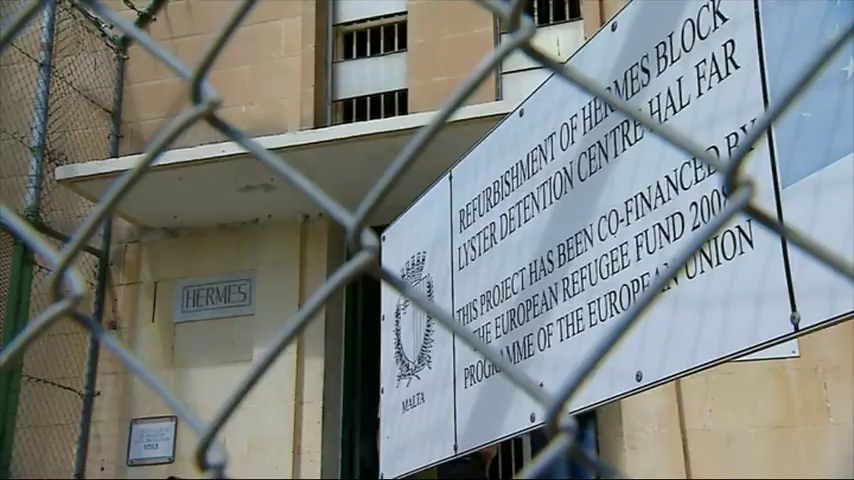 REFURBISHMENT OF HERMES BLOCK
LYSTER DETENTION CENTRE HAL FAR
THIS PROJECT HAS BEEN CO-FINANCED BY
THE EUROPEAN REFUGEE FUND 2008
PROGRAMME OF THE EUROPEAN UNION
MALTA
HERMES